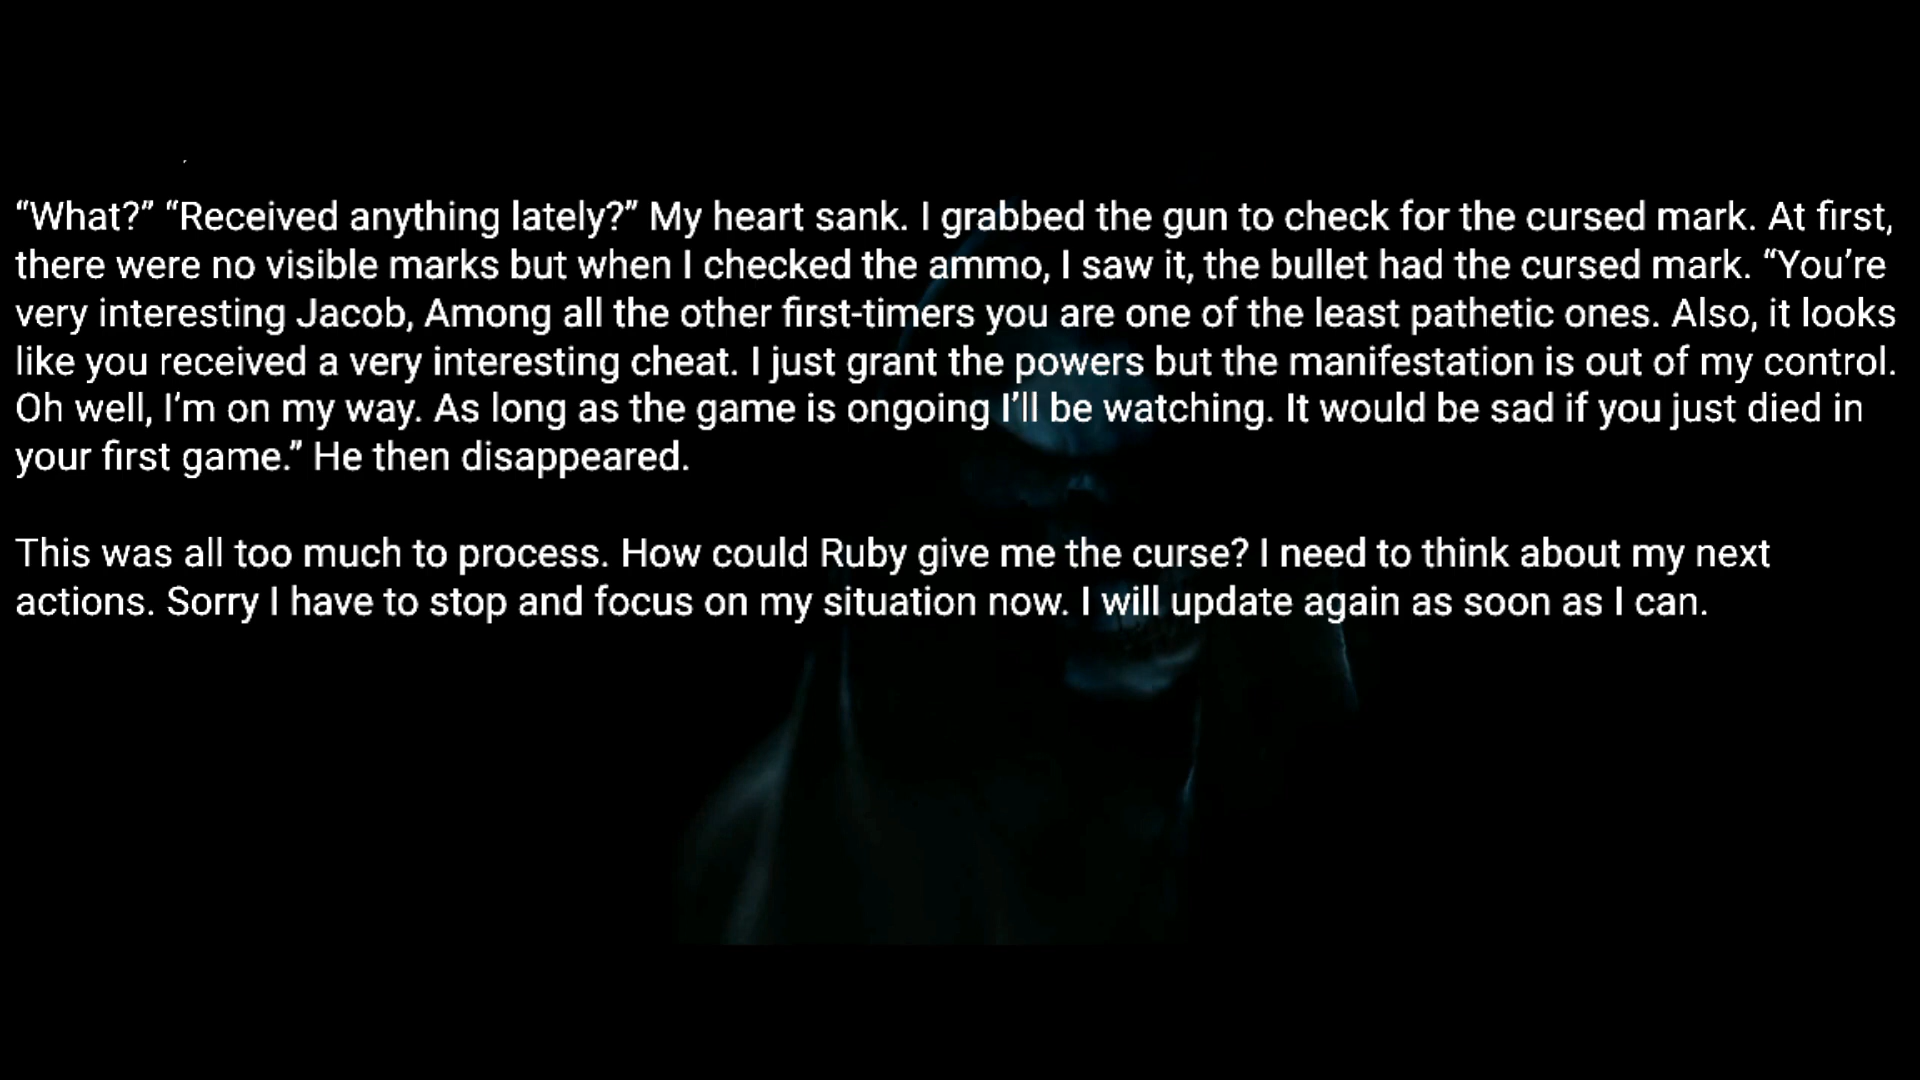 “What?” “Received anything lately?” My heart sank. I grabbed the gun to check for the cursed mark. At first,
there were no visible marks but when I checked the ammo, I saw it, the bullet had the cursed mark. “You’re
very interesting Jacob, Among all the other first-timers you are one of the least pathetic ones. Also, it looks
like you received a very interesting cheat. I just grant the powers but the manifestation is out of my control.
Oh well, I’m on my way. As long as the game is ongoing I’ll be watching. It would be sad if you just died in
your first game.” He then disappeared.
This was all too much to process. How could Ruby give me the curse? I need to think about my next
actions. Sorry I have to stop and focus on my situation now. I will update again as soon as I can.